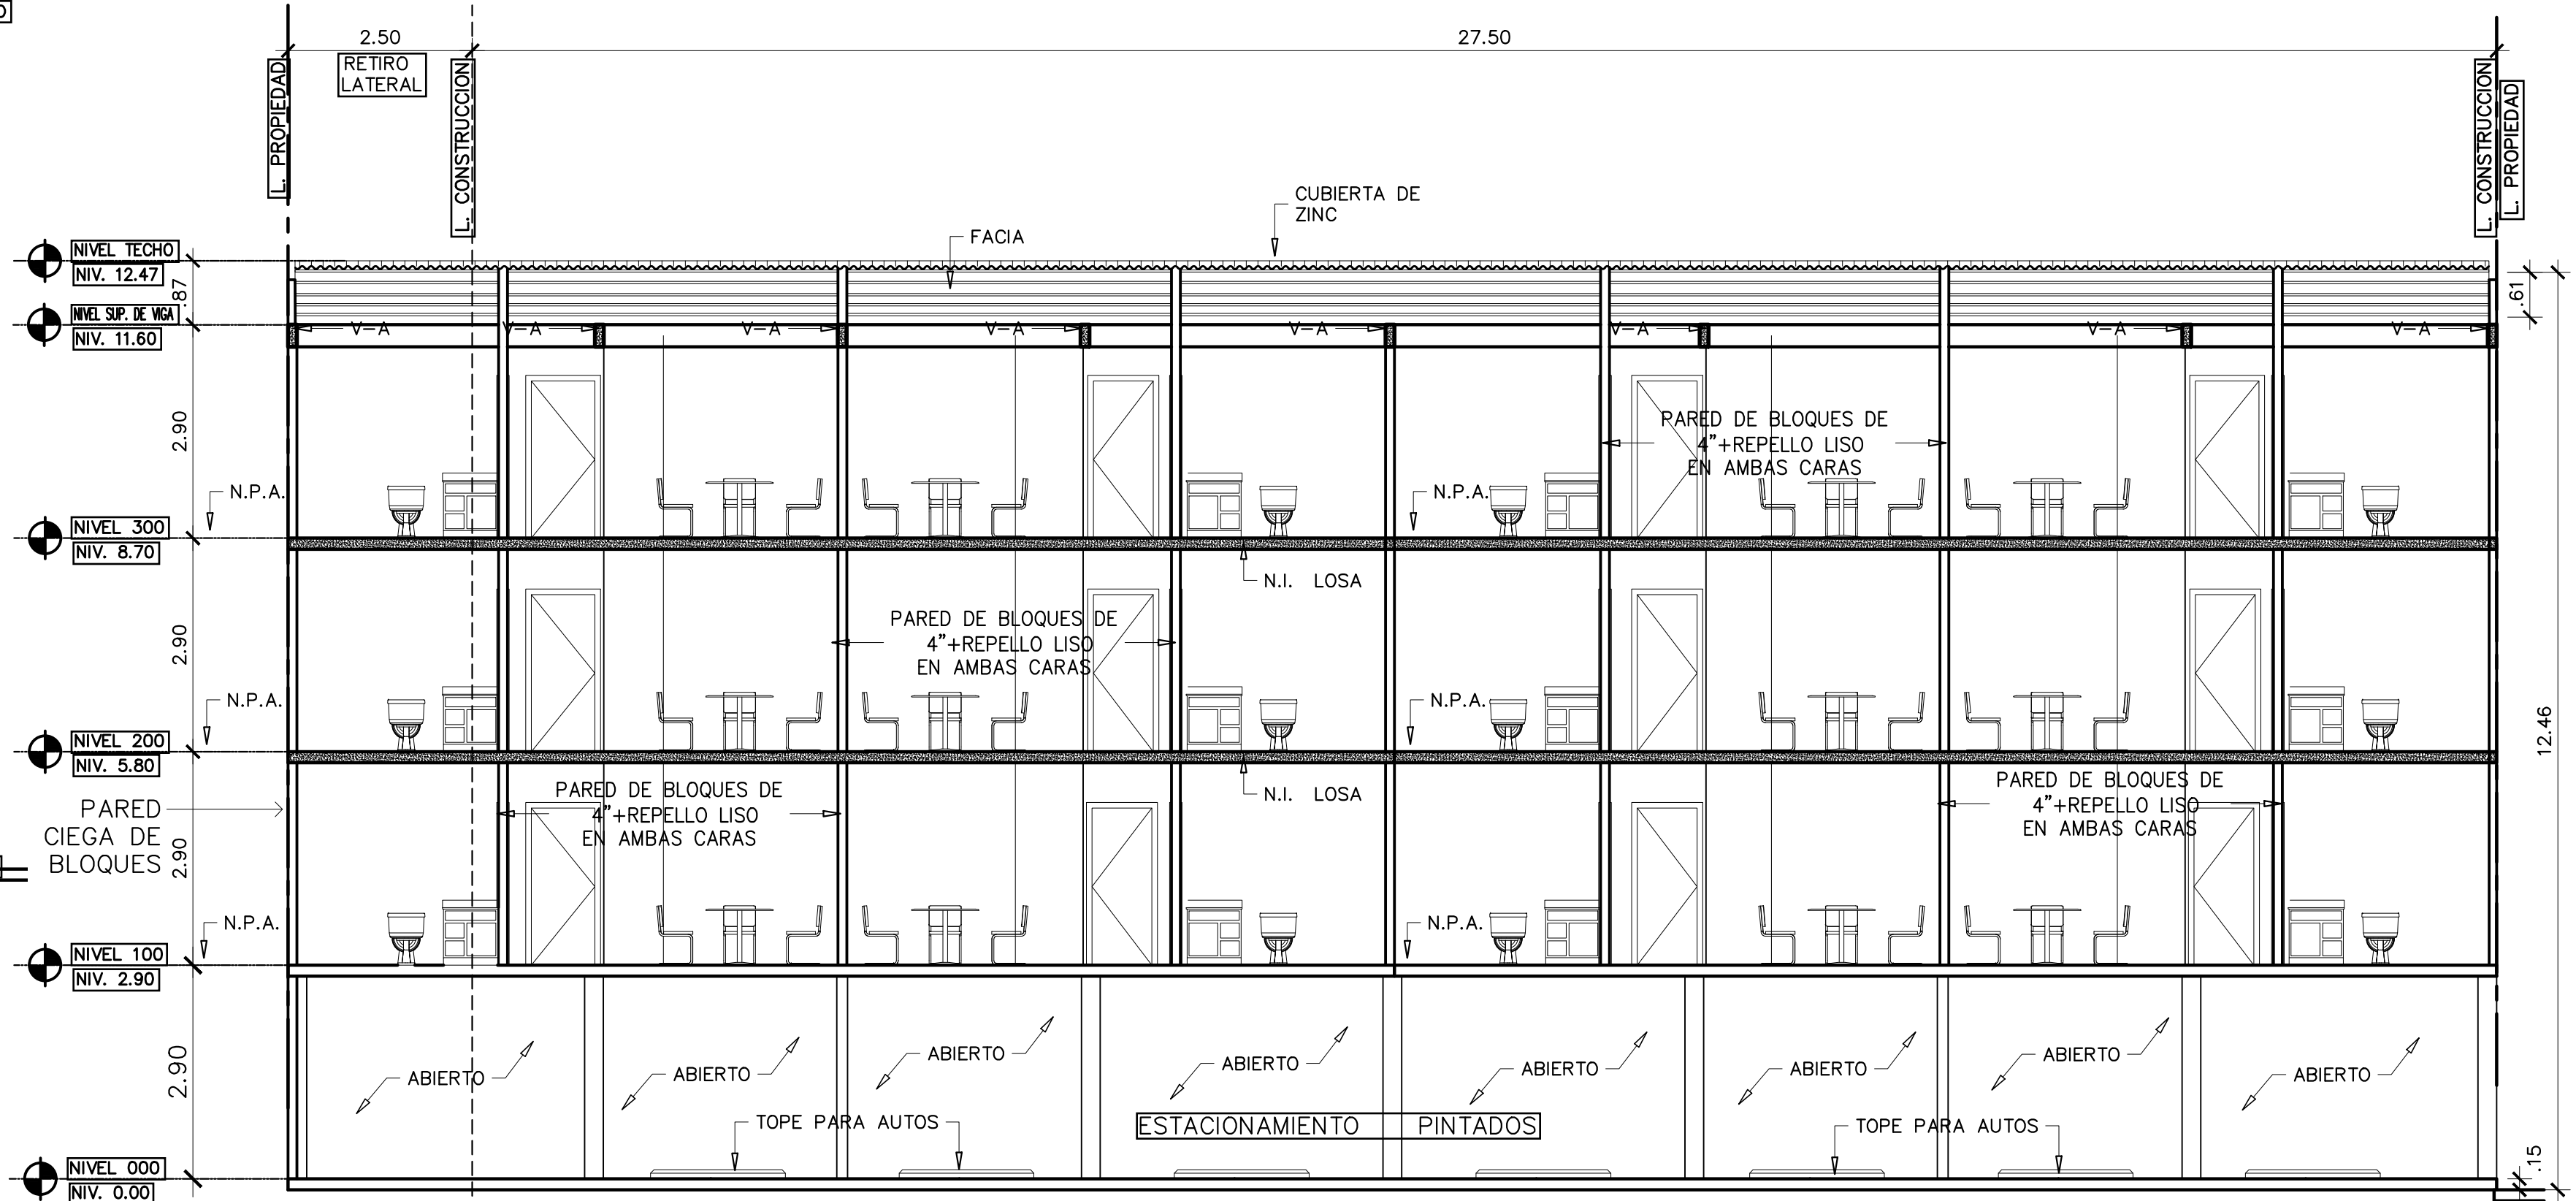 2.50
27.50
RETIRO
LATERAL
L. PROPIEDAD
L. CONSTRUCCION
L. CONSTRUCCION
L. PROPIEDAD
CUBIERTA DE
ZINC
FACIA
NIVEL TECHO
NIV. 12.47
.87
.61
NIVEL SUP. DE VIGA
NIV. 11.60
V-A
V-A
V-A
V-A
V-A
V-A
V-A
V-A
2.90
PARED DE BLOQUES DE
4"+REPELLO LISO
EN AMBAS CARAS
N.P.A.
N.P.A.
NIVEL 300
NIV. 8.70
N.I. LOSA
2.90
PARED DE BLOQUES DE
4"+REPELLO LISO
EN AMBAS CARAS
N.P.A.
N.P.A.
12.46
NIVEL 200
NIV. 5.80
N.I. LOSA
PARED
CIEGA DE
BLOQUES
2.90
PARED DE BLOQUES DE
4"+REPELLO LISO
EN AMBAS CARAS
PARED DE BLOQUES DE
4"+REPELLO LISO
EN AMBAS CARAS
N.P.A.
N.P.A.
NIVEL 100
NIV. 2.90
2.90
ABIERTO
ABIERTO
ABIERTO
ABIERTO
ABIERTO
ABIERTO
ABIERTO
ABIERTO
TOPE PARA AUTOS
ESTACIONAMIENTO PINTADOS
TOPE PARA AUTOS
NIVEL 000
NIV. 0.00
.15